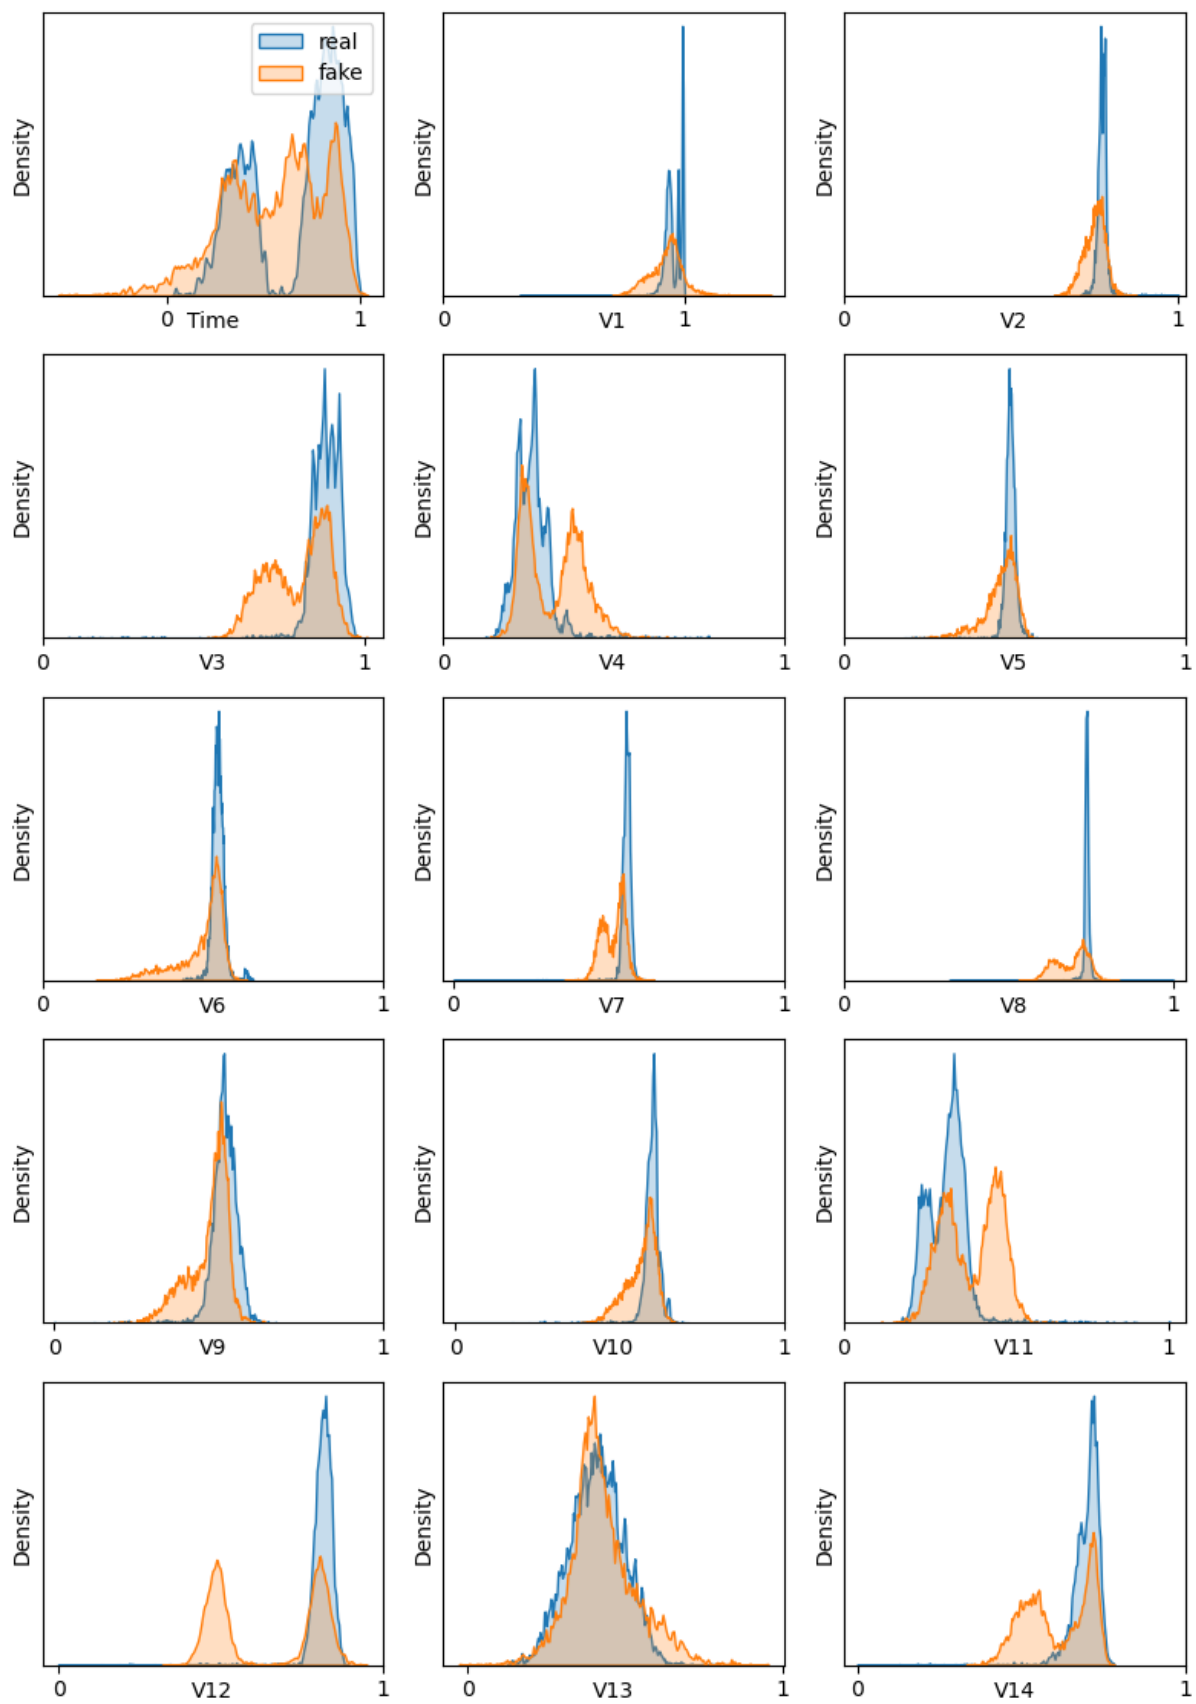 real
fake
Density
Density
Density
0 Time 1
0 V1 1
0 V2 1
Density
Density
Density
0 V3 1
0 V4 1
0 V5 1
Density
Density
Density
0 V6 1
0 V7 1
0 V8 1
Density
Density
Density
0 V9 1
0 V10 1
0 V11 1
Density
Density
Density
0 V12 1
0 V13 1
0 V14 1